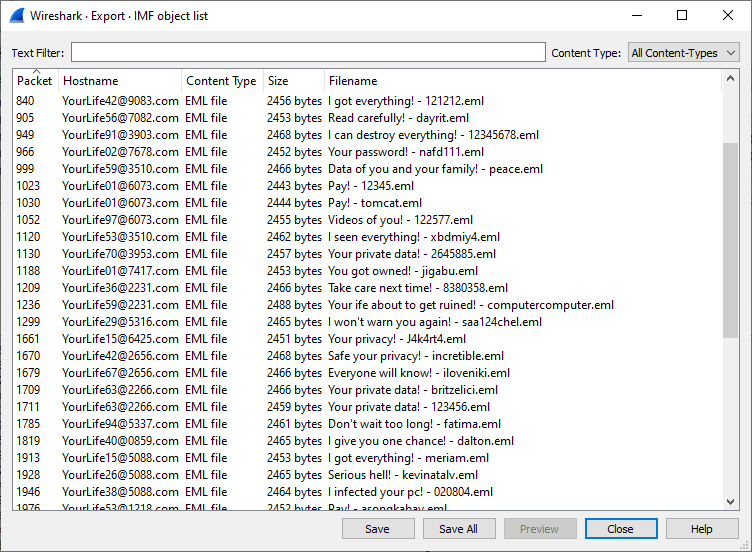 Wireshark · Export · IMF object list
Text Filter: Content Type: All Content-Types
Packet Hostname Content Type Size Filename
840 YourLife42@9083.com EML file 2456 bytes I got everything! - 121212.eml
905 YourLife56@7082.com EML file 2453 bytes Read carefully! - dayrit.eml
949 YourLife91@3903.com EML file 2468 bytes I can destroy everything! - 12345678.eml
966 YourLife02@7678.com EML file 2452 bytes Your password! - nafd111.eml
999 YourLife59@3510.com EML file 2466 bytes Data of you and your family! - peace.eml
1023 YourLife01@6073.com EML file 2443 bytes Pay! - 12345.eml
1030 YourLife01@6073.com EML file 2444 bytes Pay! - tomcat.eml
1052 YourLife97@6073.com EML file 2455 bytes Videos of you! - 122577.eml
1120 YourLife53@3510.com EML file 2462 bytes I seen everything! - xbdmiy4.eml
1130 YourLife70@3953.com EML file 2457 bytes Your private data! - 2645885.eml
1188 YourLife01@7417.com EML file 2453 bytes You got owned! - jigabu.eml
1209 YourLife36@2231.com EML file 2466 bytes Take care next time! - 8380358.eml
1236 YourLife59@2231.com EML file 2488 bytes Your ife about to get ruined! - computercomputer.eml
1299 YourLife29@5316.com EML file 2465 bytes I won't warn you again! - saa124chel.eml
1661 YourLife15@6425.com EML file 2451 bytes Your privacy! - J4k4rt4.eml
1670 YourLife42@2656.com EML file 2468 bytes Safe your privacy! - incretible.eml
1679 YourLife67@2656.com EML file 2466 bytes Everyone will know! - iloveniki.eml
1709 YourLife63@2266.com EML file 2466 bytes Your private data! - britzelici.eml
1711 YourLife63@2266.com EML file 2459 bytes Your private data! - 123456.eml
1785 YourLife94@5337.com EML file 2461 bytes Don't wait too long! - fatima.eml
1819 YourLife40@0859.com EML file 2465 bytes I give you one chance! - dalton.eml
1913 YourLife15@5088.com EML file 2453 bytes I got everything! - meriam.eml
1928 YourLife26@5088.com EML file 2465 bytes Serious hell! - kevinatalv.eml
1946 YourLife38@5088.com EML file 2464 bytes I infected your pc! - 020804.eml
1976 YourLife53@1218.com EML file 2452 bytes Pay! - asongkabay.eml
Save Save All Preview Close Help